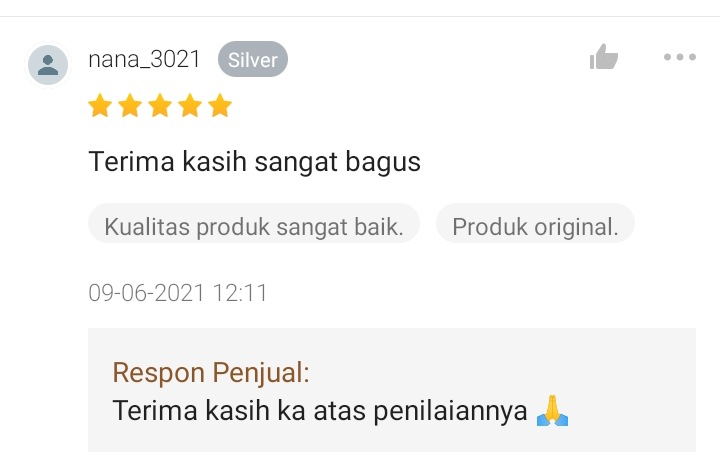 nana_3021 Silver
Terima kasih sangat bagus
Kualitas produk sangat baik. Produk original.
09-06-2021 12:11
Respon Penjual:
Terima kasih ka atas penilaiannya 🙏